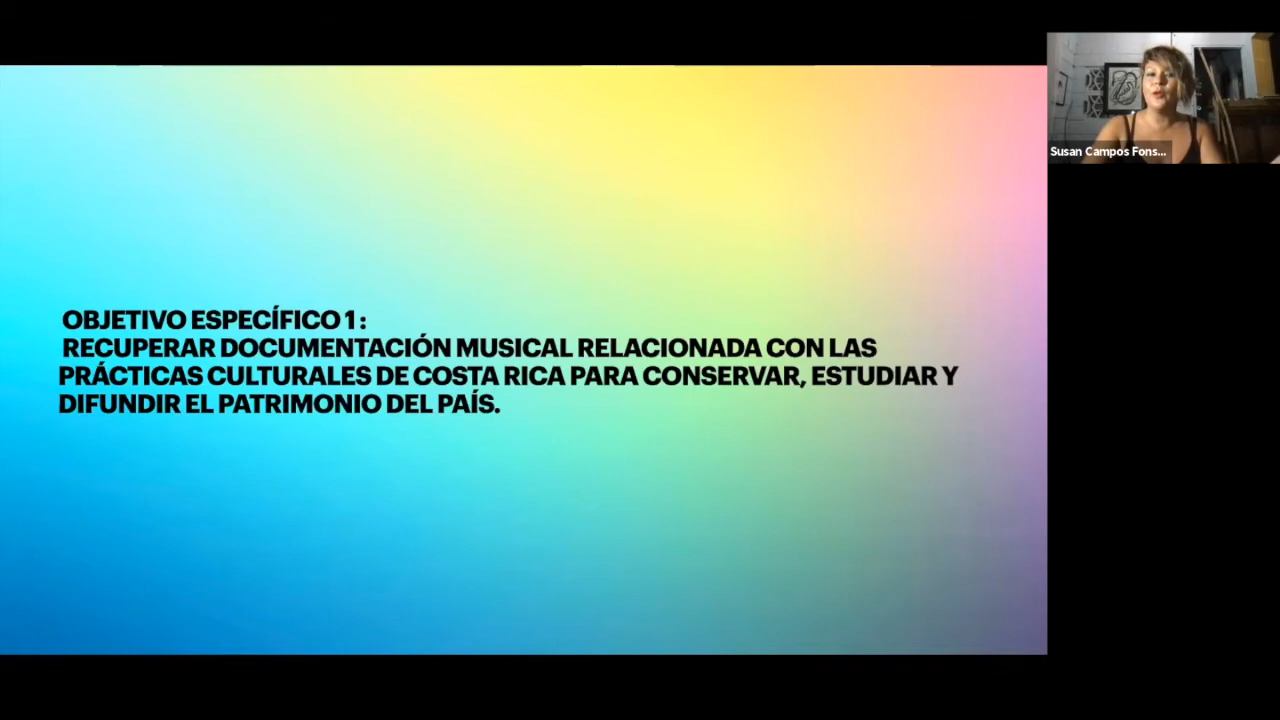 OBJETIVO ESPECÍFICO 1 :
RECUPERAR DOCUMENTACIÓN MUSICAL RELACIONADA CON LAS
PRÁCTICAS CULTURALES DE COSTA RICA PARA CONSERVAR, ESTUDIAR Y
DIFUNDIR EL PATRIMONIO DEL PAÍS.
Susan Campos Fons...